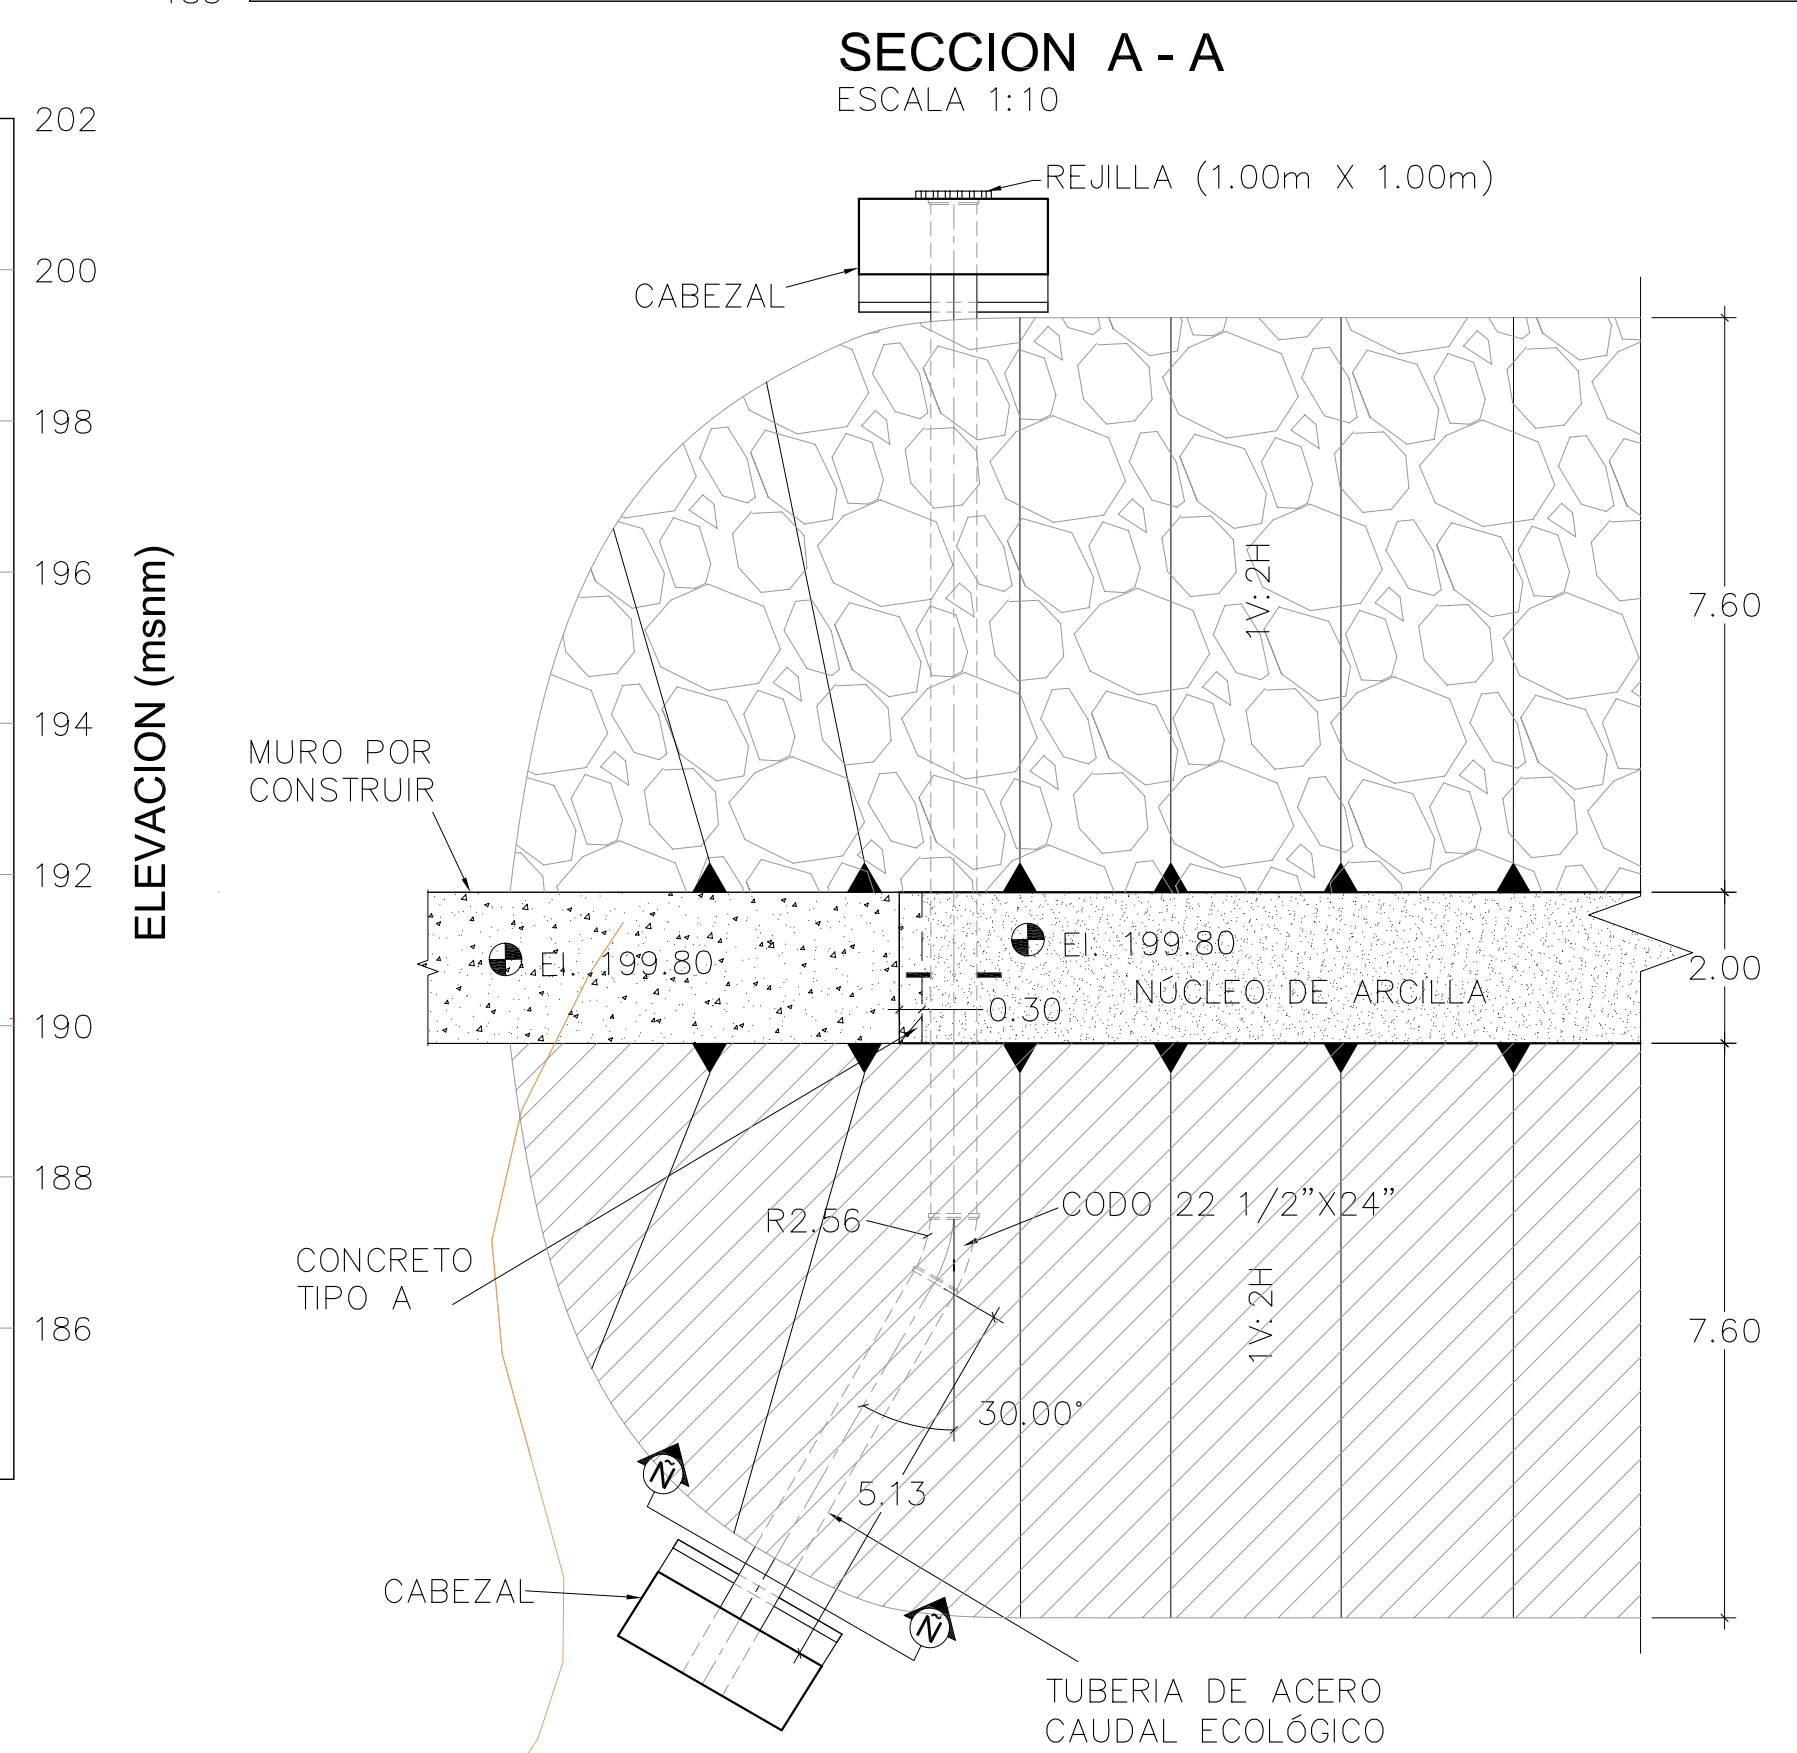 SECCION A - A
ESCALA 1:10
202
200
198
196
194
192
190
188
186
ELEVACION (msnm)
REJILLA (1.00m X 1.00m)
CABEZAL
1V:2H
7.60
MURO POR
CONSTRUIR
El. 199.80
El. 199.80
NÚCLEO DE ARCILLA
2.00
0.30
R2.56
CODO 22 1/2”X24”
CONCRETO
TIPO A
1V:2H
7.60
30.00°
5.13
Ñ
Ñ
CABEZAL
TUBERIA DE ACERO
CAUDAL ECOLÓGICO